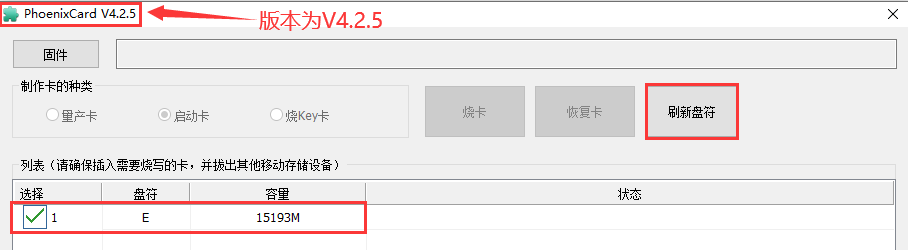 PhoenixCard V4.2.5
版本为V4.2.5
固件
制作卡的种类
量产卡 启动卡 烧Key卡
烧卡 恢复卡 刷新盘符
列表（请确保插入需要烧写的卡，并拔出其他移动存储设备）
选择 盘符 容量 状态
1 E 15193M